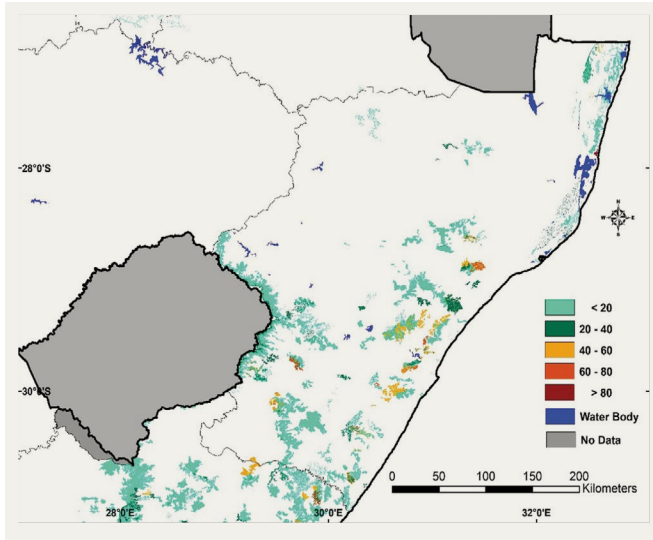 28°0'S
N
W
E
S
< 20
20 - 40
40 - 60
60 - 80
> 80
Water Body
No Data
30°0'S
0 50 100 150 200
Kilometers
28°0'E 30°0'E 32°0'E